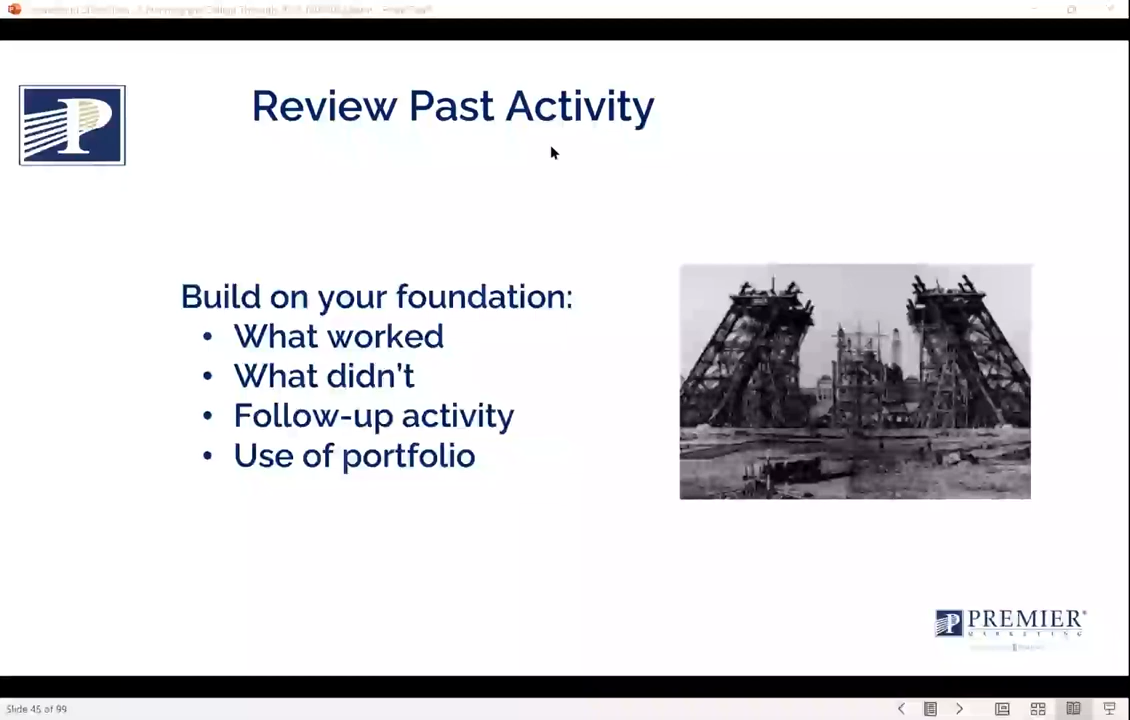 Review Past Activity
Build on your foundation:
• What worked
• What didn't
• Follow-up activity
• Use of portfolio
P PREMIER®
MARKETING
Slide 45 of 99